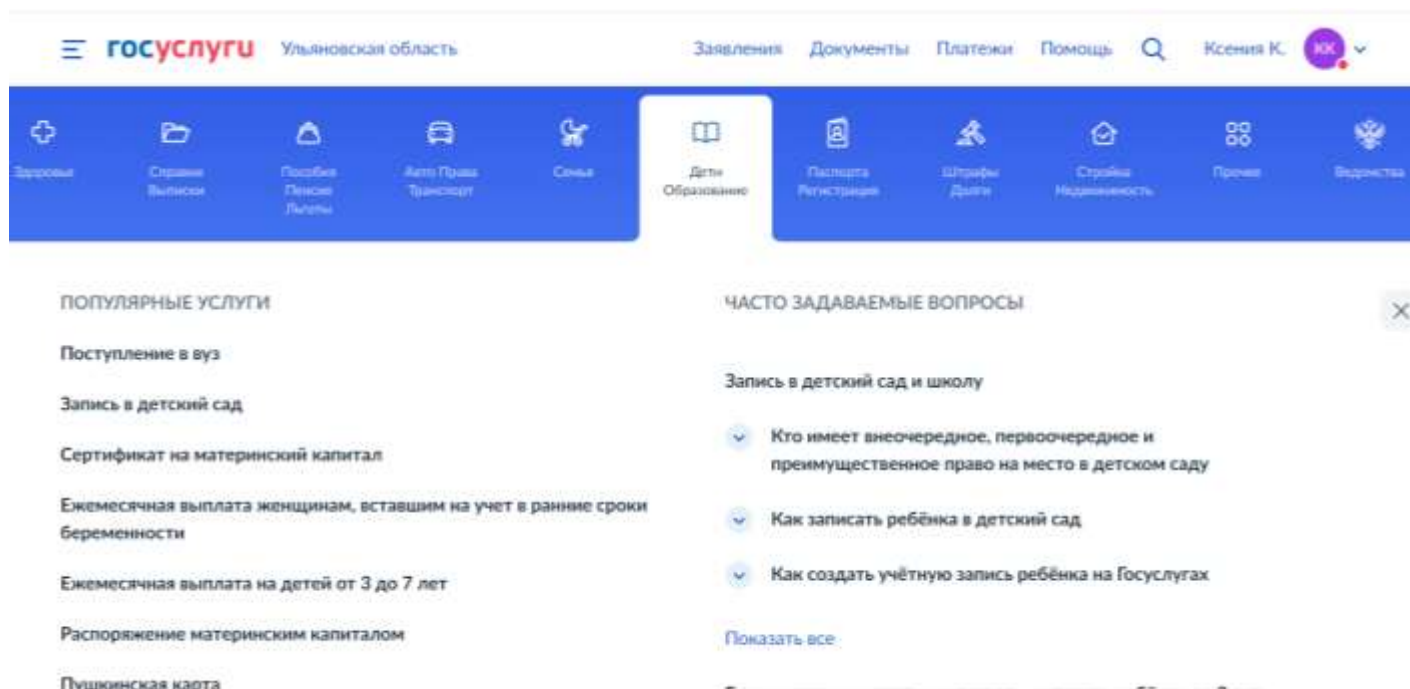 госуслуги Ульяновская область Заявления Документы Платежи Помощь Ксения К. КК
Здоровье Справки Пособия Авто Права Семья Дети Паспорта Штрафы Стройка Прочее Ведомства
Выписки Пенсия Транспорт Образование Регистрация Долги Недвижимость
Льготы
ПОПУЛЯРНЫЕ УСЛУГИ
Поступление в вуз
Запись в детский сад
Сертификат на материнский капитал
Ежемесячная выплата женщинам, вставшим на учет в ранние сроки
беременности
Ежемесячная выплата на детей от 3 до 7 лет
Распоряжение материнским капиталом
Пушкинская карта
ЧАСТО ЗАДАВАЕМЫЕ ВОПРОСЫ
Запись в детский сад и школу
Кто имеет внеочередное, первоочередное и
преимущественное право на место в детском саду
Как записать ребёнка в детский сад
Как создать учётную запись ребёнка на Госуслугах
Показать все